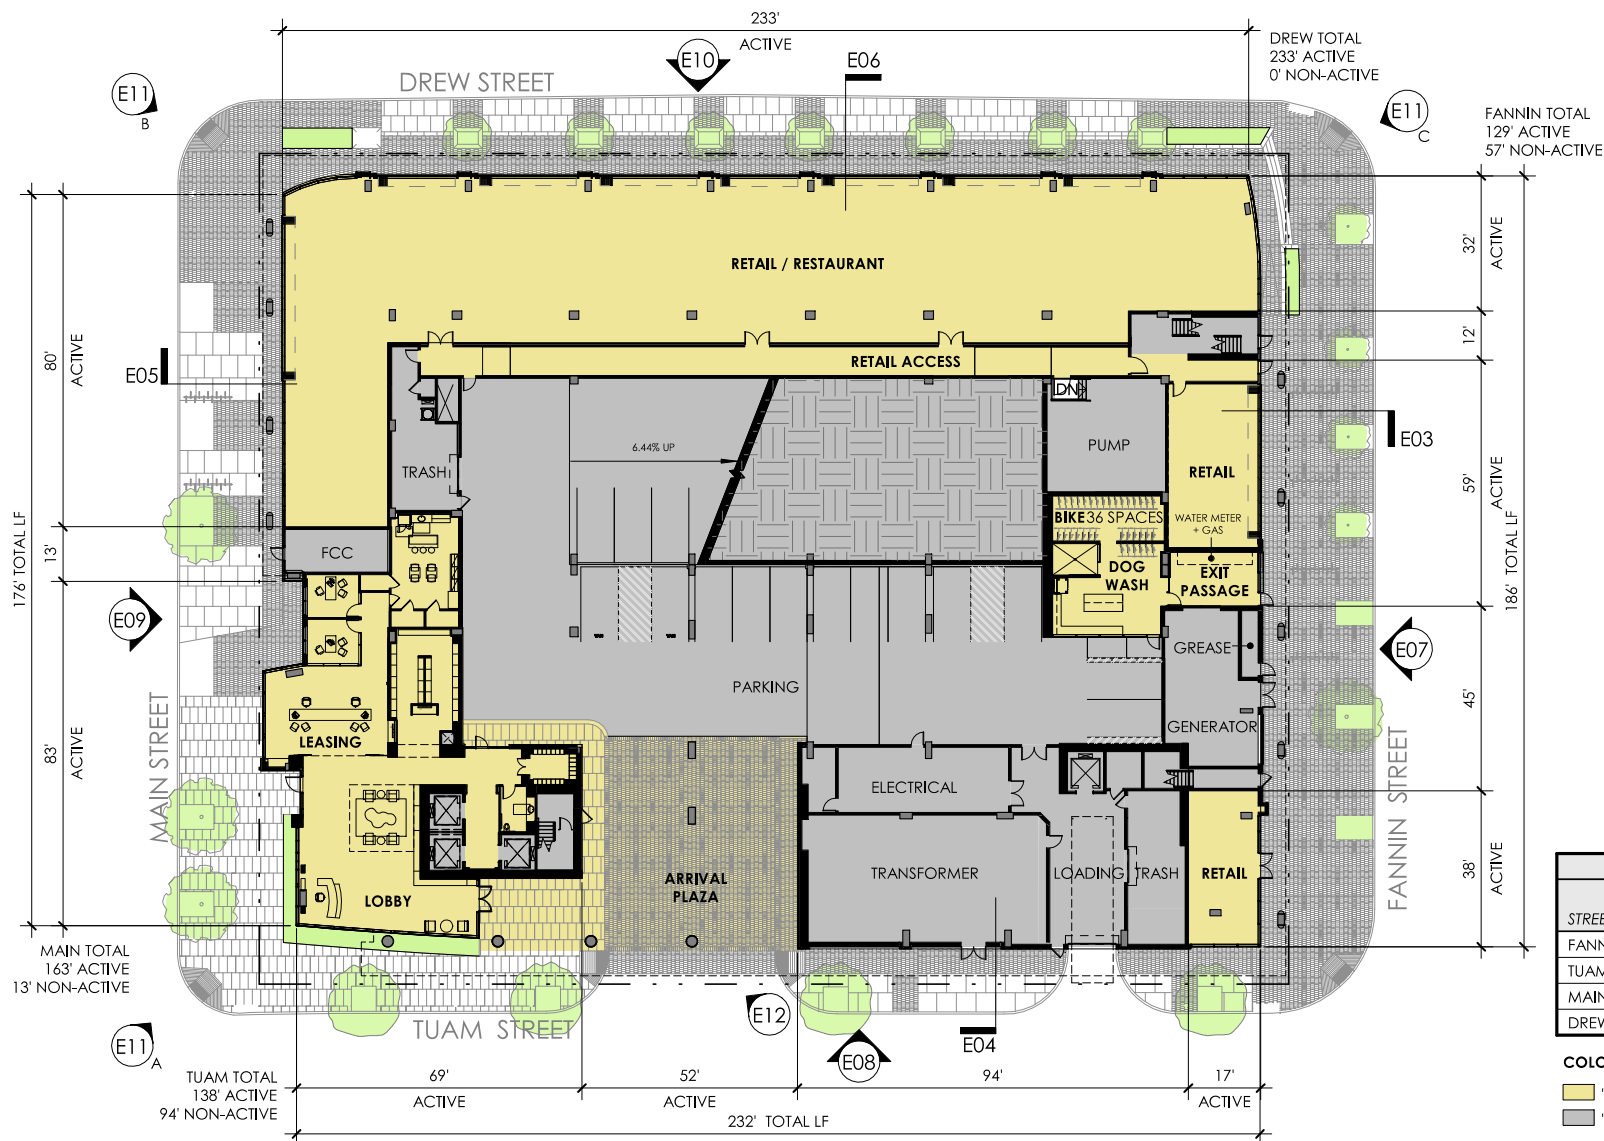 233'
ACTIVE
DREW TOTAL
233' ACTIVE
0' NON-ACTIVE
E10
E06
DREW STREET
E11
B
E11
C
FANNIN TOTAL
129' ACTIVE
57' NON-ACTIVE
RETAIL / RESTAURANT
32'
ACTIVE
12'
80'
ACTIVE
E05
RETAIL ACCESS
DN
PUMP
E03
6.44% UP
TRASH
RETAIL
59'
ACTIVE
BIKE 36 SPACES
WATER METER
+ GAS
FCC
13'
176' TOTAL LF
DOG
WASH
EXIT
PASSAGE
186' TOTAL LF
E09
E07
GREASE
PARKING
45'
GENERATOR
LEASING
83'
ACTIVE
MAIN STREET
ELECTRICAL
FANNIN STREET
TRANSFORMER
LOADING
TRASH
RETAIL
38'
ACTIVE
ARRIVAL
PLAZA
LOBBY
STREE
FANN
TUAM
MAIN
DREW
MAIN TOTAL
163' ACTIVE
13' NON-ACTIVE
E12
TUAM STREET
E11
A
E08
E04
COLO
TUAM TOTAL
138' ACTIVE
94' NON-ACTIVE
69'
ACTIVE
52'
ACTIVE
94'
17'
ACTIVE
232' TOTAL LF